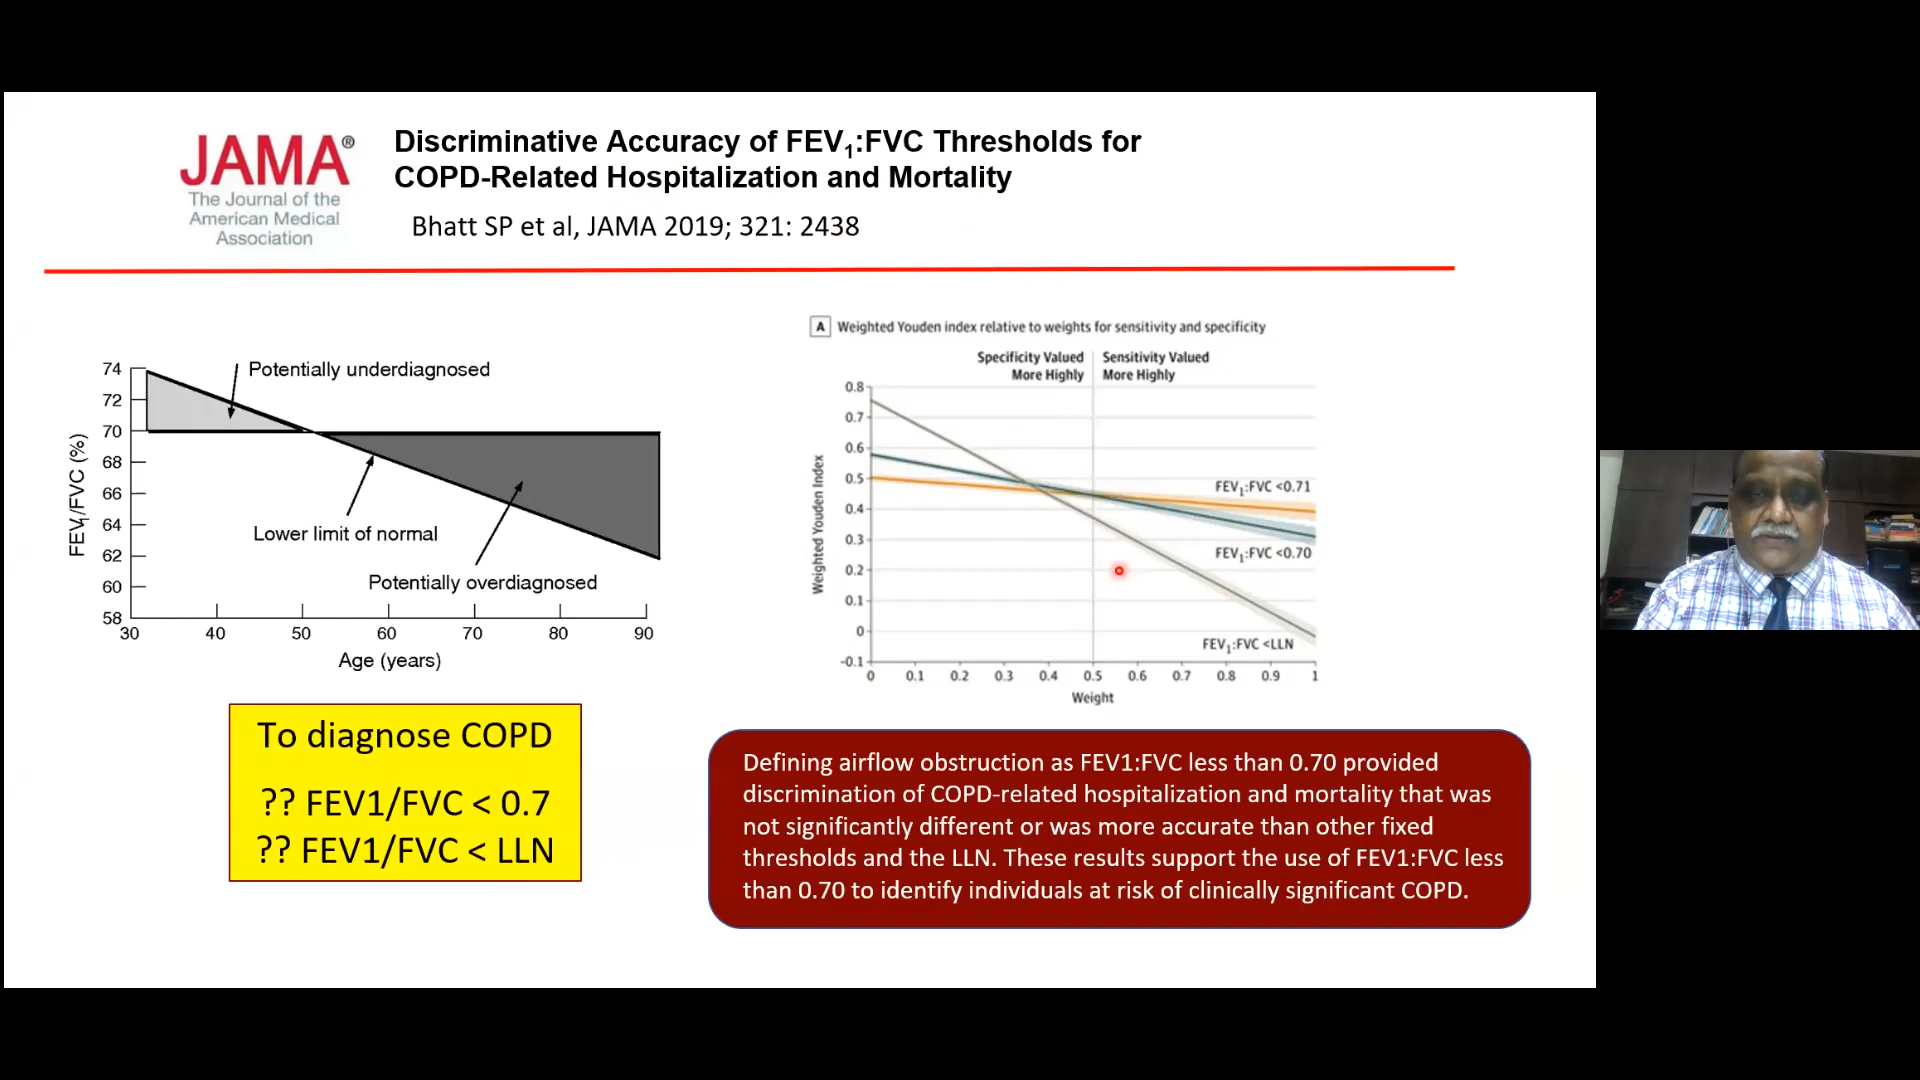 JAMA®
The Journal of the
American Medical
Association
Discriminative Accuracy of FEV1:FVC Thresholds for
COPD-Related Hospitalization and Mortality
Bhatt SP et al, JAMA 2019; 321: 2438
Potentially underdiagnosed
74
72
70
68
66
64
62
60
58
FEV1/FVC (%)
Lower limit of normal
Potentially overdiagnosed
30 40 50 60 70 80 90
Age (years)
To diagnose COPD
?? FEV1/FVC < 0.7
?? FEV1/FVC < LLN
A Weighted Youden index relative to weights for sensitivity and specificity
Specificity Valued
More Highly
Sensitivity Valued
More Highly
0.8
0.7
0.6
0.5
0.4
0.3
0.2
0.1
0
-0.1
Weighted Youden Index
FEV1:FVC <0.71
FEV1:FVC <0.70
FEV1:FVC <LLN
0 0.1 0.2 0.3 0.4 0.5 0.6 0.7 0.8 0.9 1
Weight
Defining airflow obstruction as FEV1:FVC less than 0.70 provided
discrimination of COPD-related hospitalization and mortality that was
not significantly different or was more accurate than other fixed
thresholds and the LLN. These results support the use of FEV1:FVC less
than 0.70 to identify individuals at risk of clinically significant COPD.